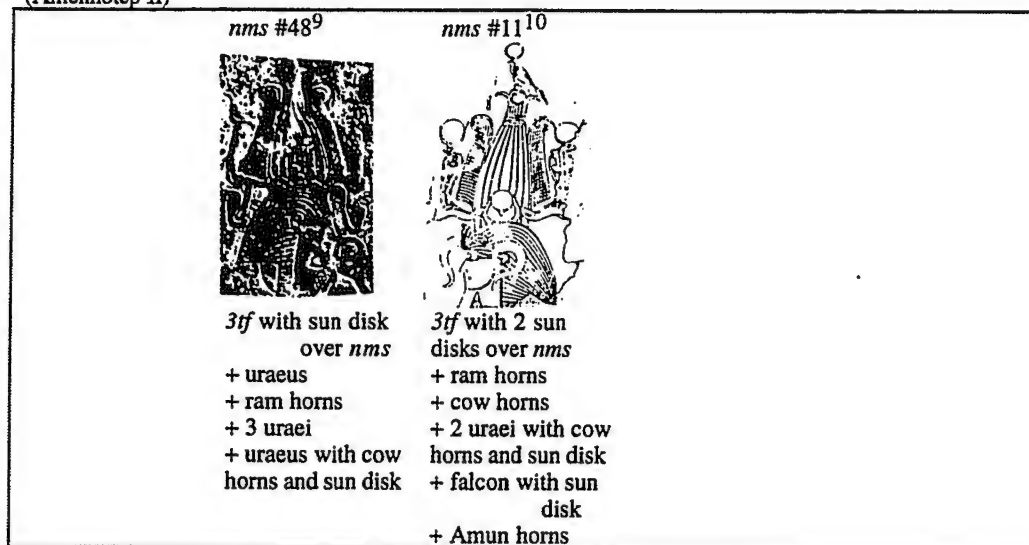 (Amenhotep II)
nms #48⁹
3tf with sun disk
over nms
+ uraeus
+ ram horns
+ 3 uraei
+ uraeus with cow
horns and sun disk
nms #11¹⁰
3tf with 2 sun
disks over nms
+ ram horns
+ cow horns
+ 2 uraei with cow
horns and sun disk
+ falcon with sun
disk
+ Amun horns